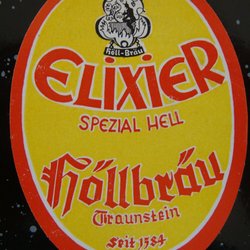 Höll-Bräu
ELIXIER
SPEZIAL HELL
Höllbräu
Traunstein
Seit 1584